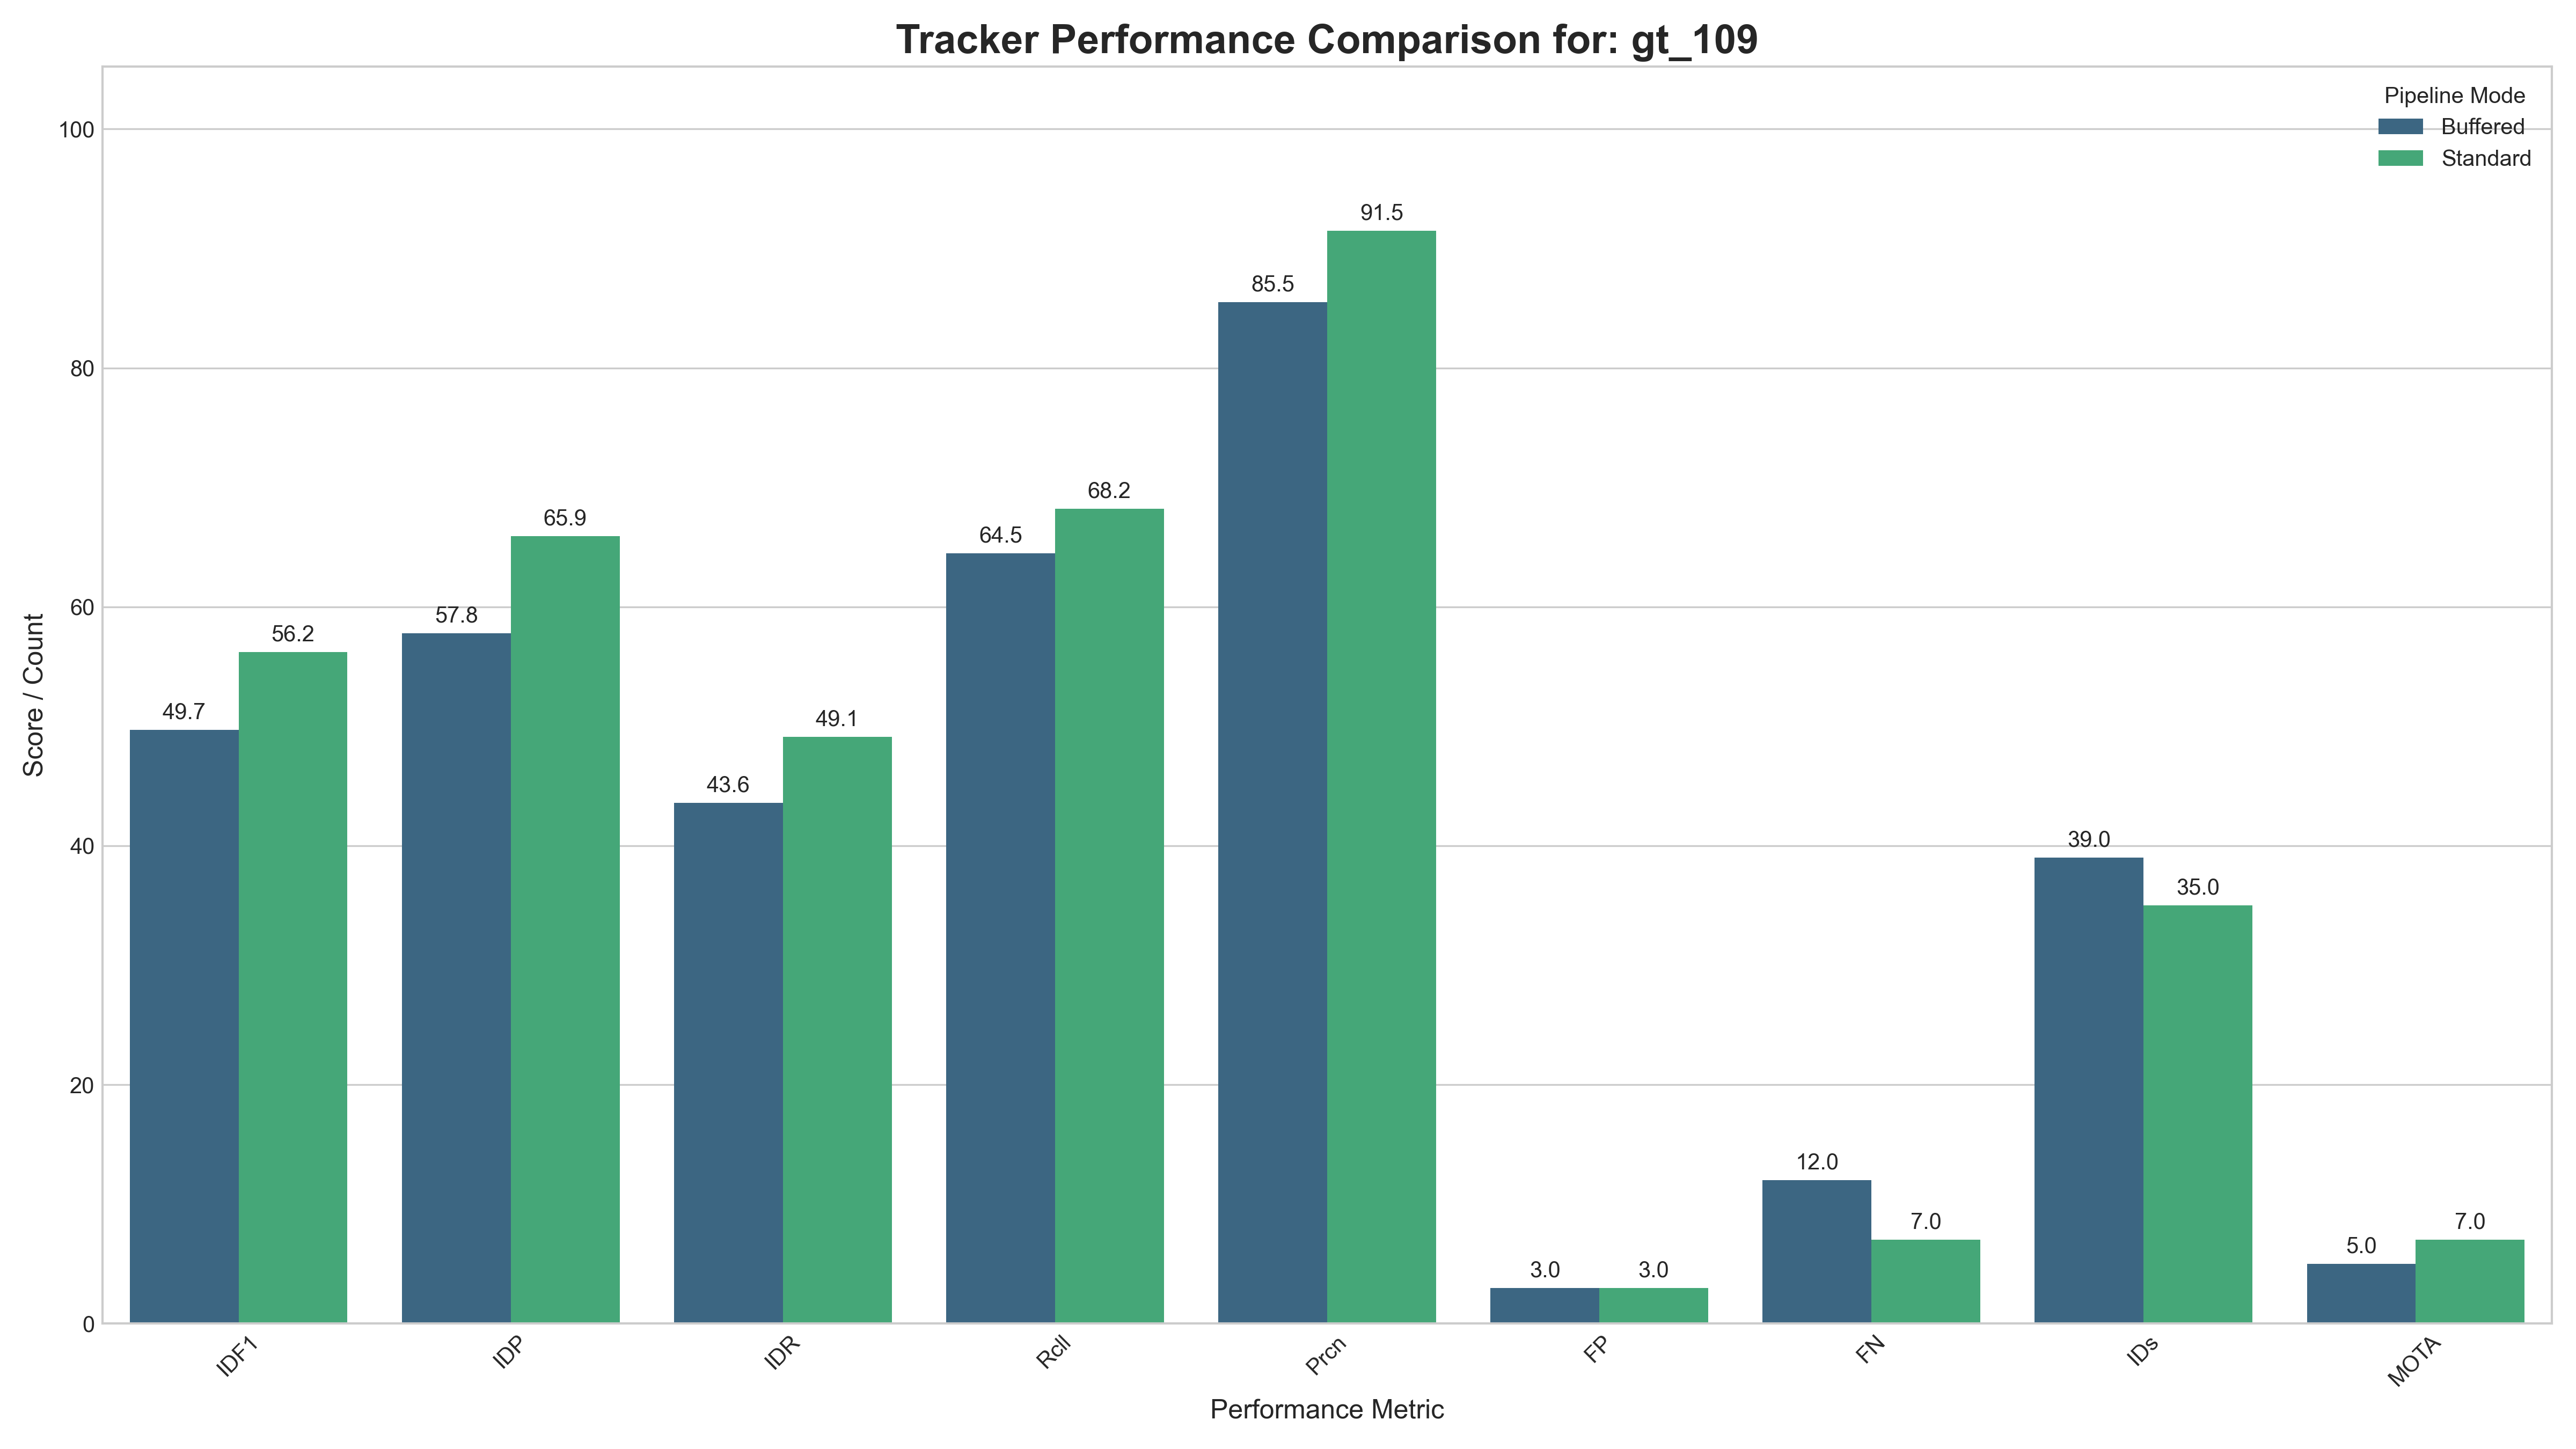 Tracker Performance Comparison for: gt_109
Pipeline Mode
Buffered
Standard
Score / Count
100
80
60
40
20
0
49.7
56.2
57.8
65.9
43.6
49.1
64.5
68.2
85.5
91.5
3.0
3.0
12.0
7.0
39.0
35.0
5.0
7.0
IDF1
IDP
IDR
Rcll
Prcn
FP
FN
IDs
MOTA
Performance Metric